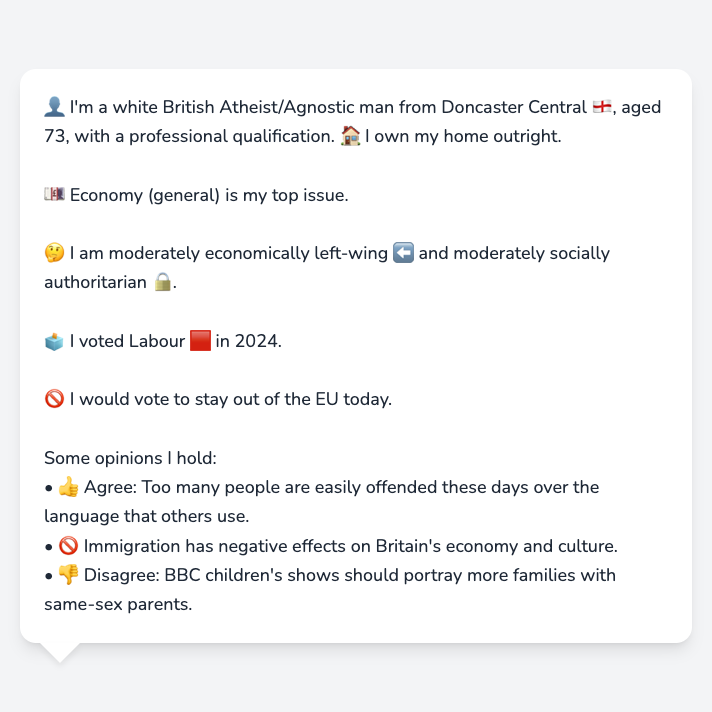 👤 I'm a white British Atheist/Agnostic man from Doncaster Central 🏴󠁧󠁢󠁥󠁮󠁧󠁿, aged
73, with a professional qualification. 🏠 I own my home outright.
💷 Economy (general) is my top issue.
🤔 I am moderately economically left-wing ⬅️ and moderately socially
authoritarian 🔒.
🗳️ I voted Labour 🟥 in 2024.
🚫 I would vote to stay out of the EU today.
Some opinions I hold:
• 👍 Agree: Too many people are easily offended these days over the
language that others use.
• 🚫 Immigration has negative effects on Britain's economy and culture.
• 👎 Disagree: BBC children's shows should portray more families with
same-sex parents.